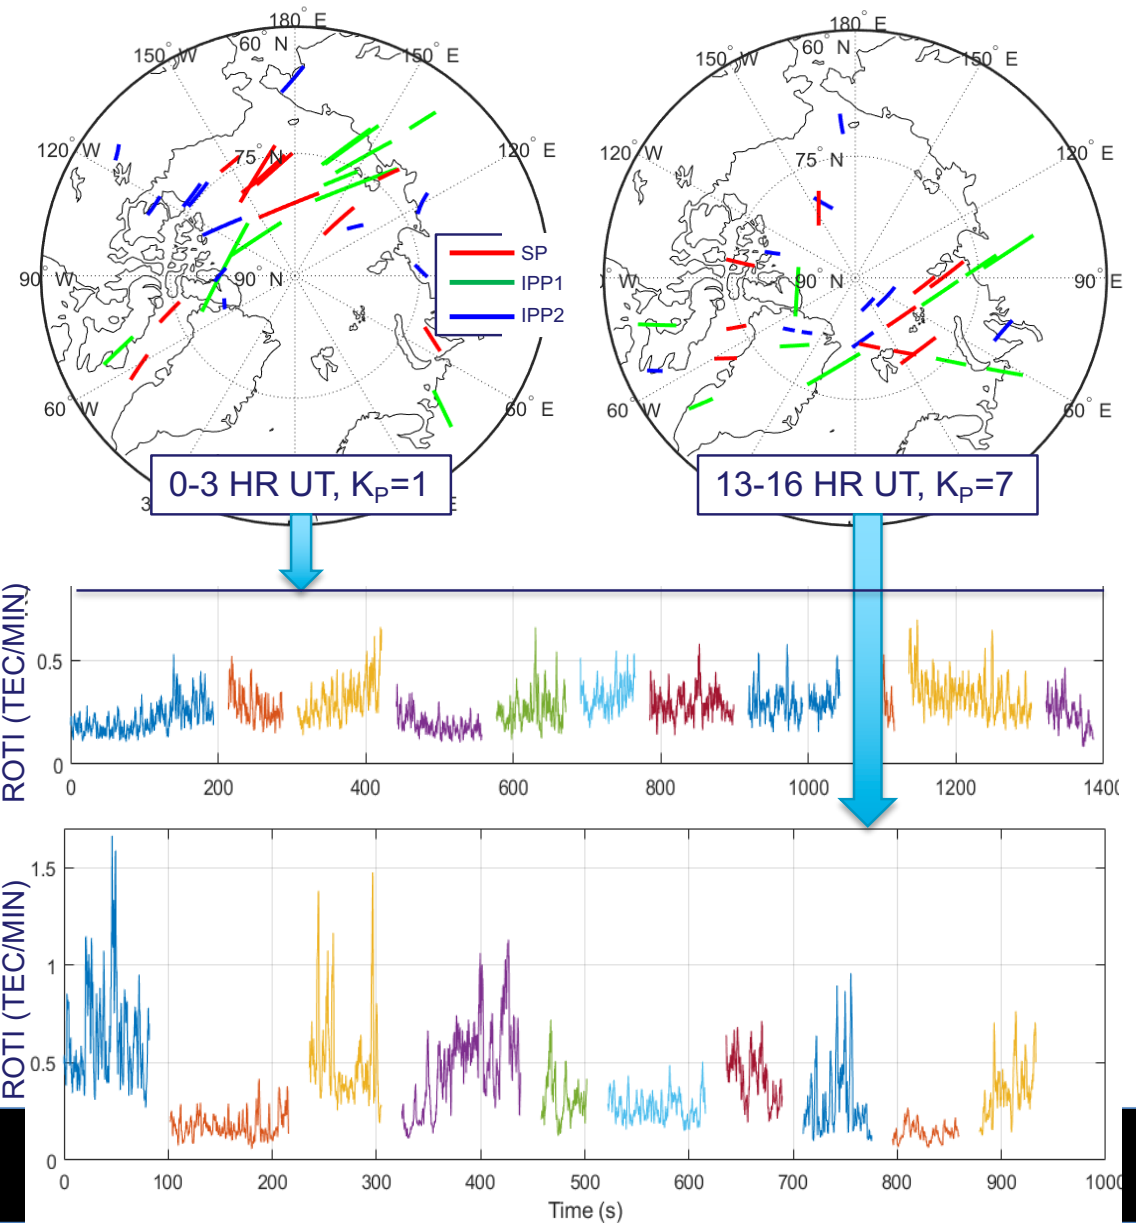 180° E
60° N
150° W
150° E
120° W
75° N
120° E
90° W
90° N
60° W
60° E
3
E
SP
IPP1
IPP2
180° E
60° N
150° W
150° E
120° W
75° N
120° E
90° W
90° N
90° E
60° W
60° E
0-3 HR UT, KP=1
13-16 HR UT, KP=7
ROTI (TEC/MIN)
0.5
0
0 200 400 600 800 1000 1200 1400
ROTI (TEC/MIN)
1.5
1
0.5
0
0 100 200 300 400 500 600 700 800 900 1000
Time (s)